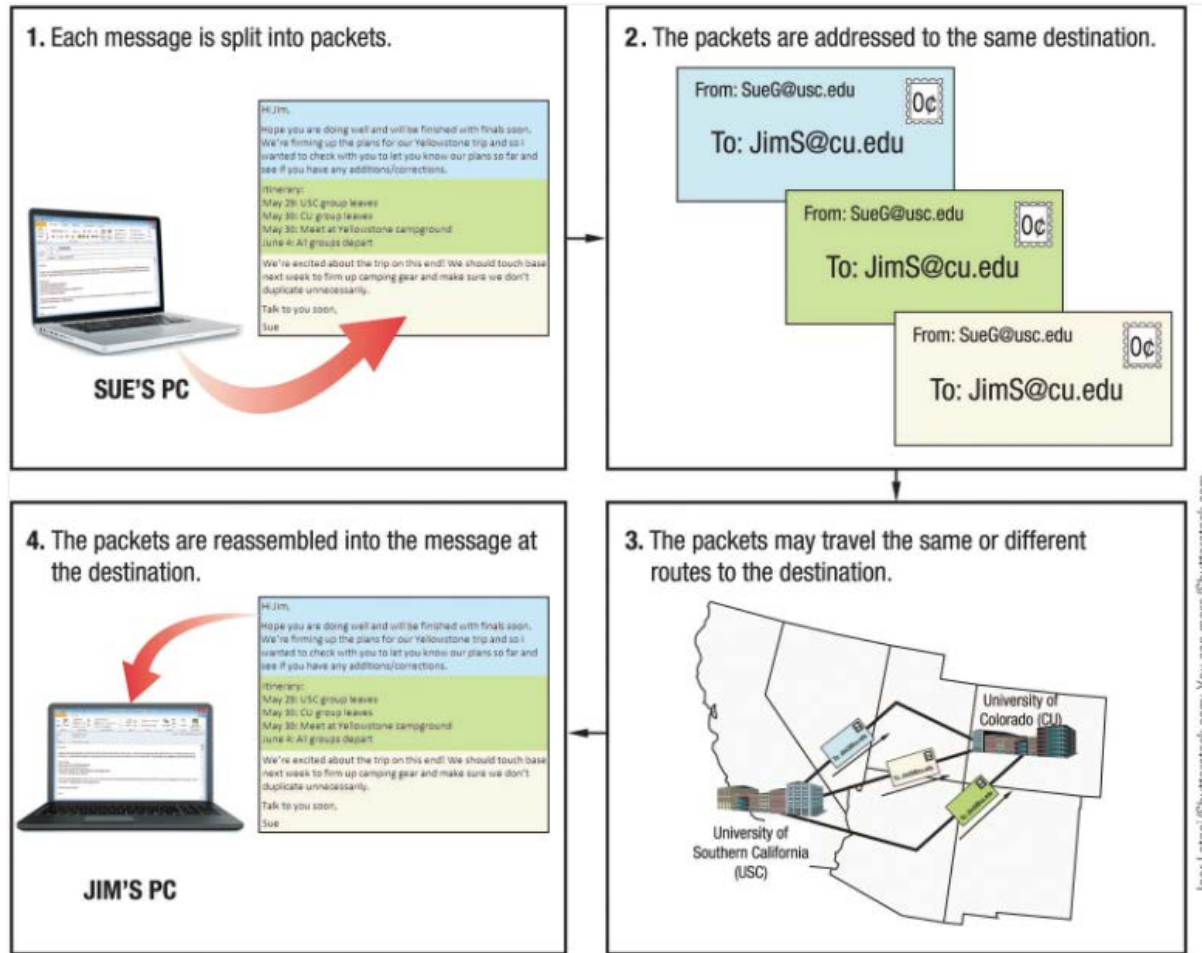 1. Each message is split into packets.
Hi Jim,
Hope you are doing well and will be finished with finals soon.
We're firming up the plans for our Yellowstone trip and so I
wanted to check with you to let you know our plans so far and
see if you have any additions/corrections.
Itinerary:
May 29: USC group leaves
May 30: CU group leaves
May 30: Meet at Yellowstone campground
June 4: All groups depart
We're excited about the trip on this end! We should touch base
next week to firm up camping gear and make sure we don't
duplicate unnecessarily.
Talk to you soon,
Sue
SUE'S PC
2. The packets are addressed to the same destination.
From: SueG@usc.edu
0¢
To: JimS@cu.edu
From: SueG@usc.edu
0¢
To: JimS@cu.edu
From: SueG@usc.edu
0¢
To: JimS@cu.edu
3. The packets may travel the same or different
routes to the destination.
University of
Colorado (CU)
University of
Southern California
(USC)
4. The packets are reassembled into the message at
the destination.
Hi Jim,
Hope you are doing well and will be finished with finals soon.
We're firming up the plans for our Yellowstone trip and so I
wanted to check with you to let you know our plans so far and
see if you have any additions/corrections.
Itinerary:
May 29: USC group leaves
May 30: CU group leaves
May 30: Meet at Yellowstone campground
June 4: All groups depart
We're excited about the trip on this end! We should touch base
next week to firm up camping gear and make sure we don't
duplicate unnecessarily.
Talk to you soon,
Sue
JIM'S PC